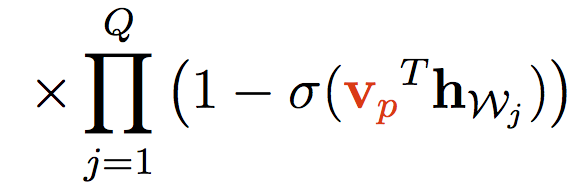 × ∏_{j=1}^{Q} (1 − σ(𝐯_p^T 𝐡_{𝒲_j}))